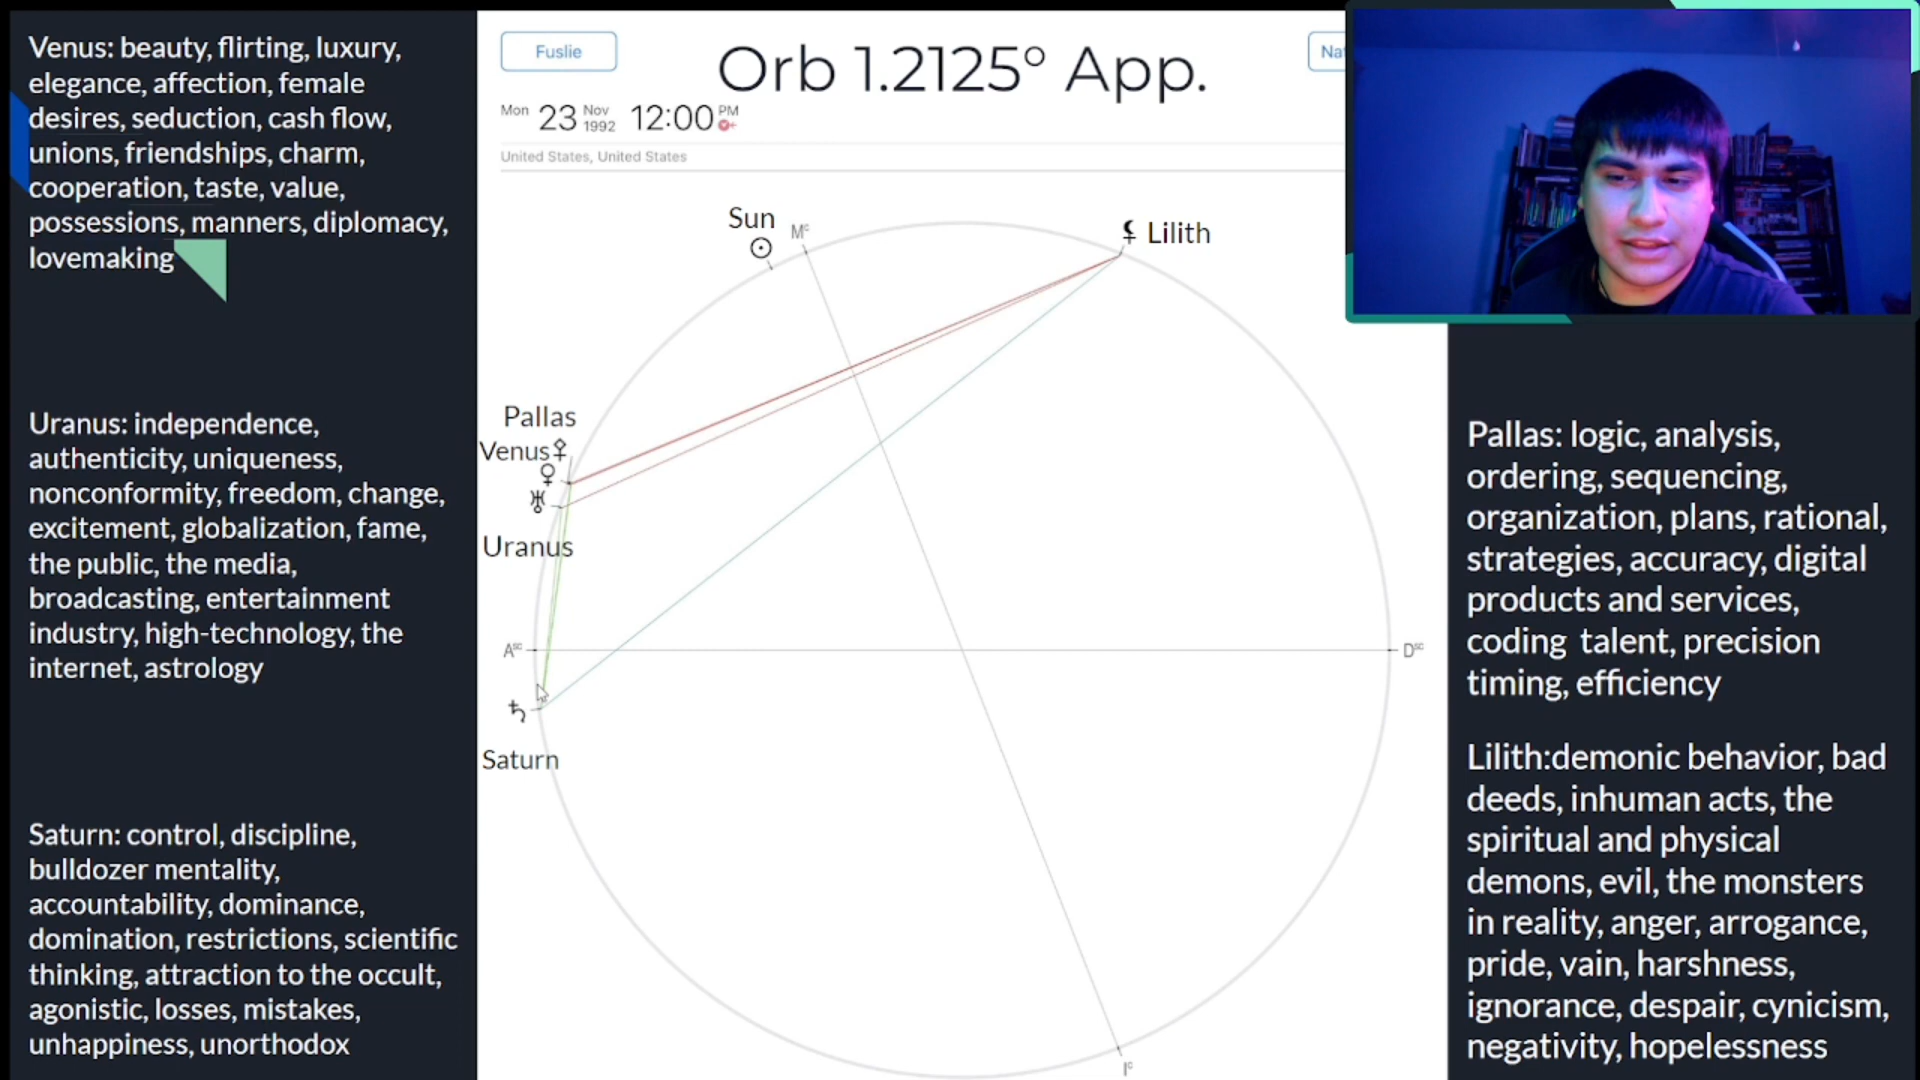 Venus: beauty, flirting, luxury,
elegance, affection, female
desires, seduction, cash flow,
unions, friendships, charm,
cooperation, taste, value,
possessions, manners, diplomacy,
lovemaking
Uranus: independence,
authenticity, uniqueness,
nonconformity, freedom, change,
excitement, globalization, fame,
the public, the media,
broadcasting, entertainment
industry, high-technology, the
internet, astrology
Saturn: control, discipline,
bulldozer mentality,
accountability, dominance,
domination, restrictions, scientific
thinking, attraction to the occult,
agonistic, losses, mistakes,
unhappiness, unorthodox
Fuslie
Orb 1.2125° App.
Nat
Mon 23 Nov 1992 12:00 PM
United States, United States
Sun
Mc
Lilith
Pallas
Venus
Uranus
Asc
Dsc
Saturn
Ic
Pallas: logic, analysis,
ordering, sequencing,
organization, plans, rational,
strategies, accuracy, digital
products and services,
coding talent, precision
timing, efficiency
Lilith:demonic behavior, bad
deeds, inhuman acts, the
spiritual and physical
demons, evil, the monsters
in reality, anger, arrogance,
pride, vain, harshness,
ignorance, despair, cynicism,
negativity, hopelessness